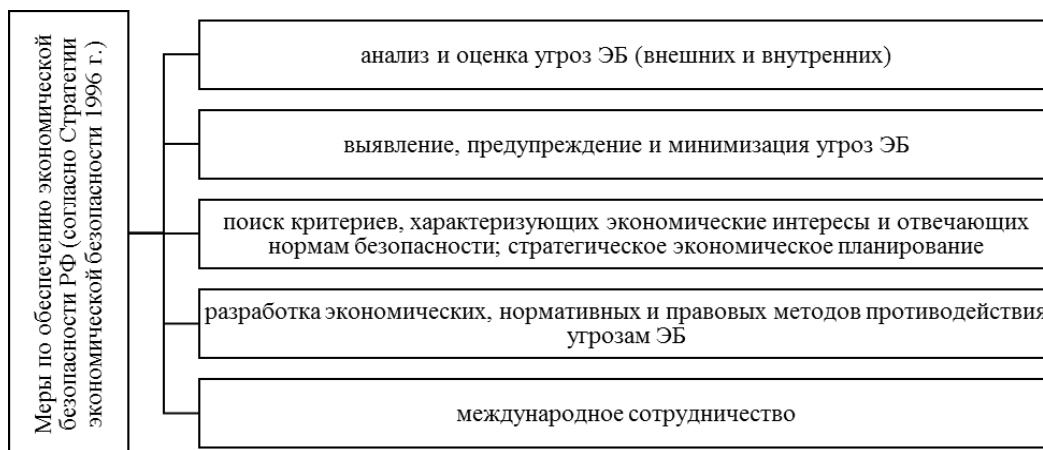 Меры по обеспечению экономической
безопасности РФ (согласно Стратегии
экономической безопасности 1996 г.)
анализ и оценка угроз ЭБ (внешних и внутренних)
выявление, предупреждение и минимизация угроз ЭБ
поиск критериев, характеризующих экономические интересы и отвечающих
нормам безопасности; стратегическое экономическое планирование
разработка экономических, нормативных и правовых методов противодействия
угрозам ЭБ
международное сотрудничество